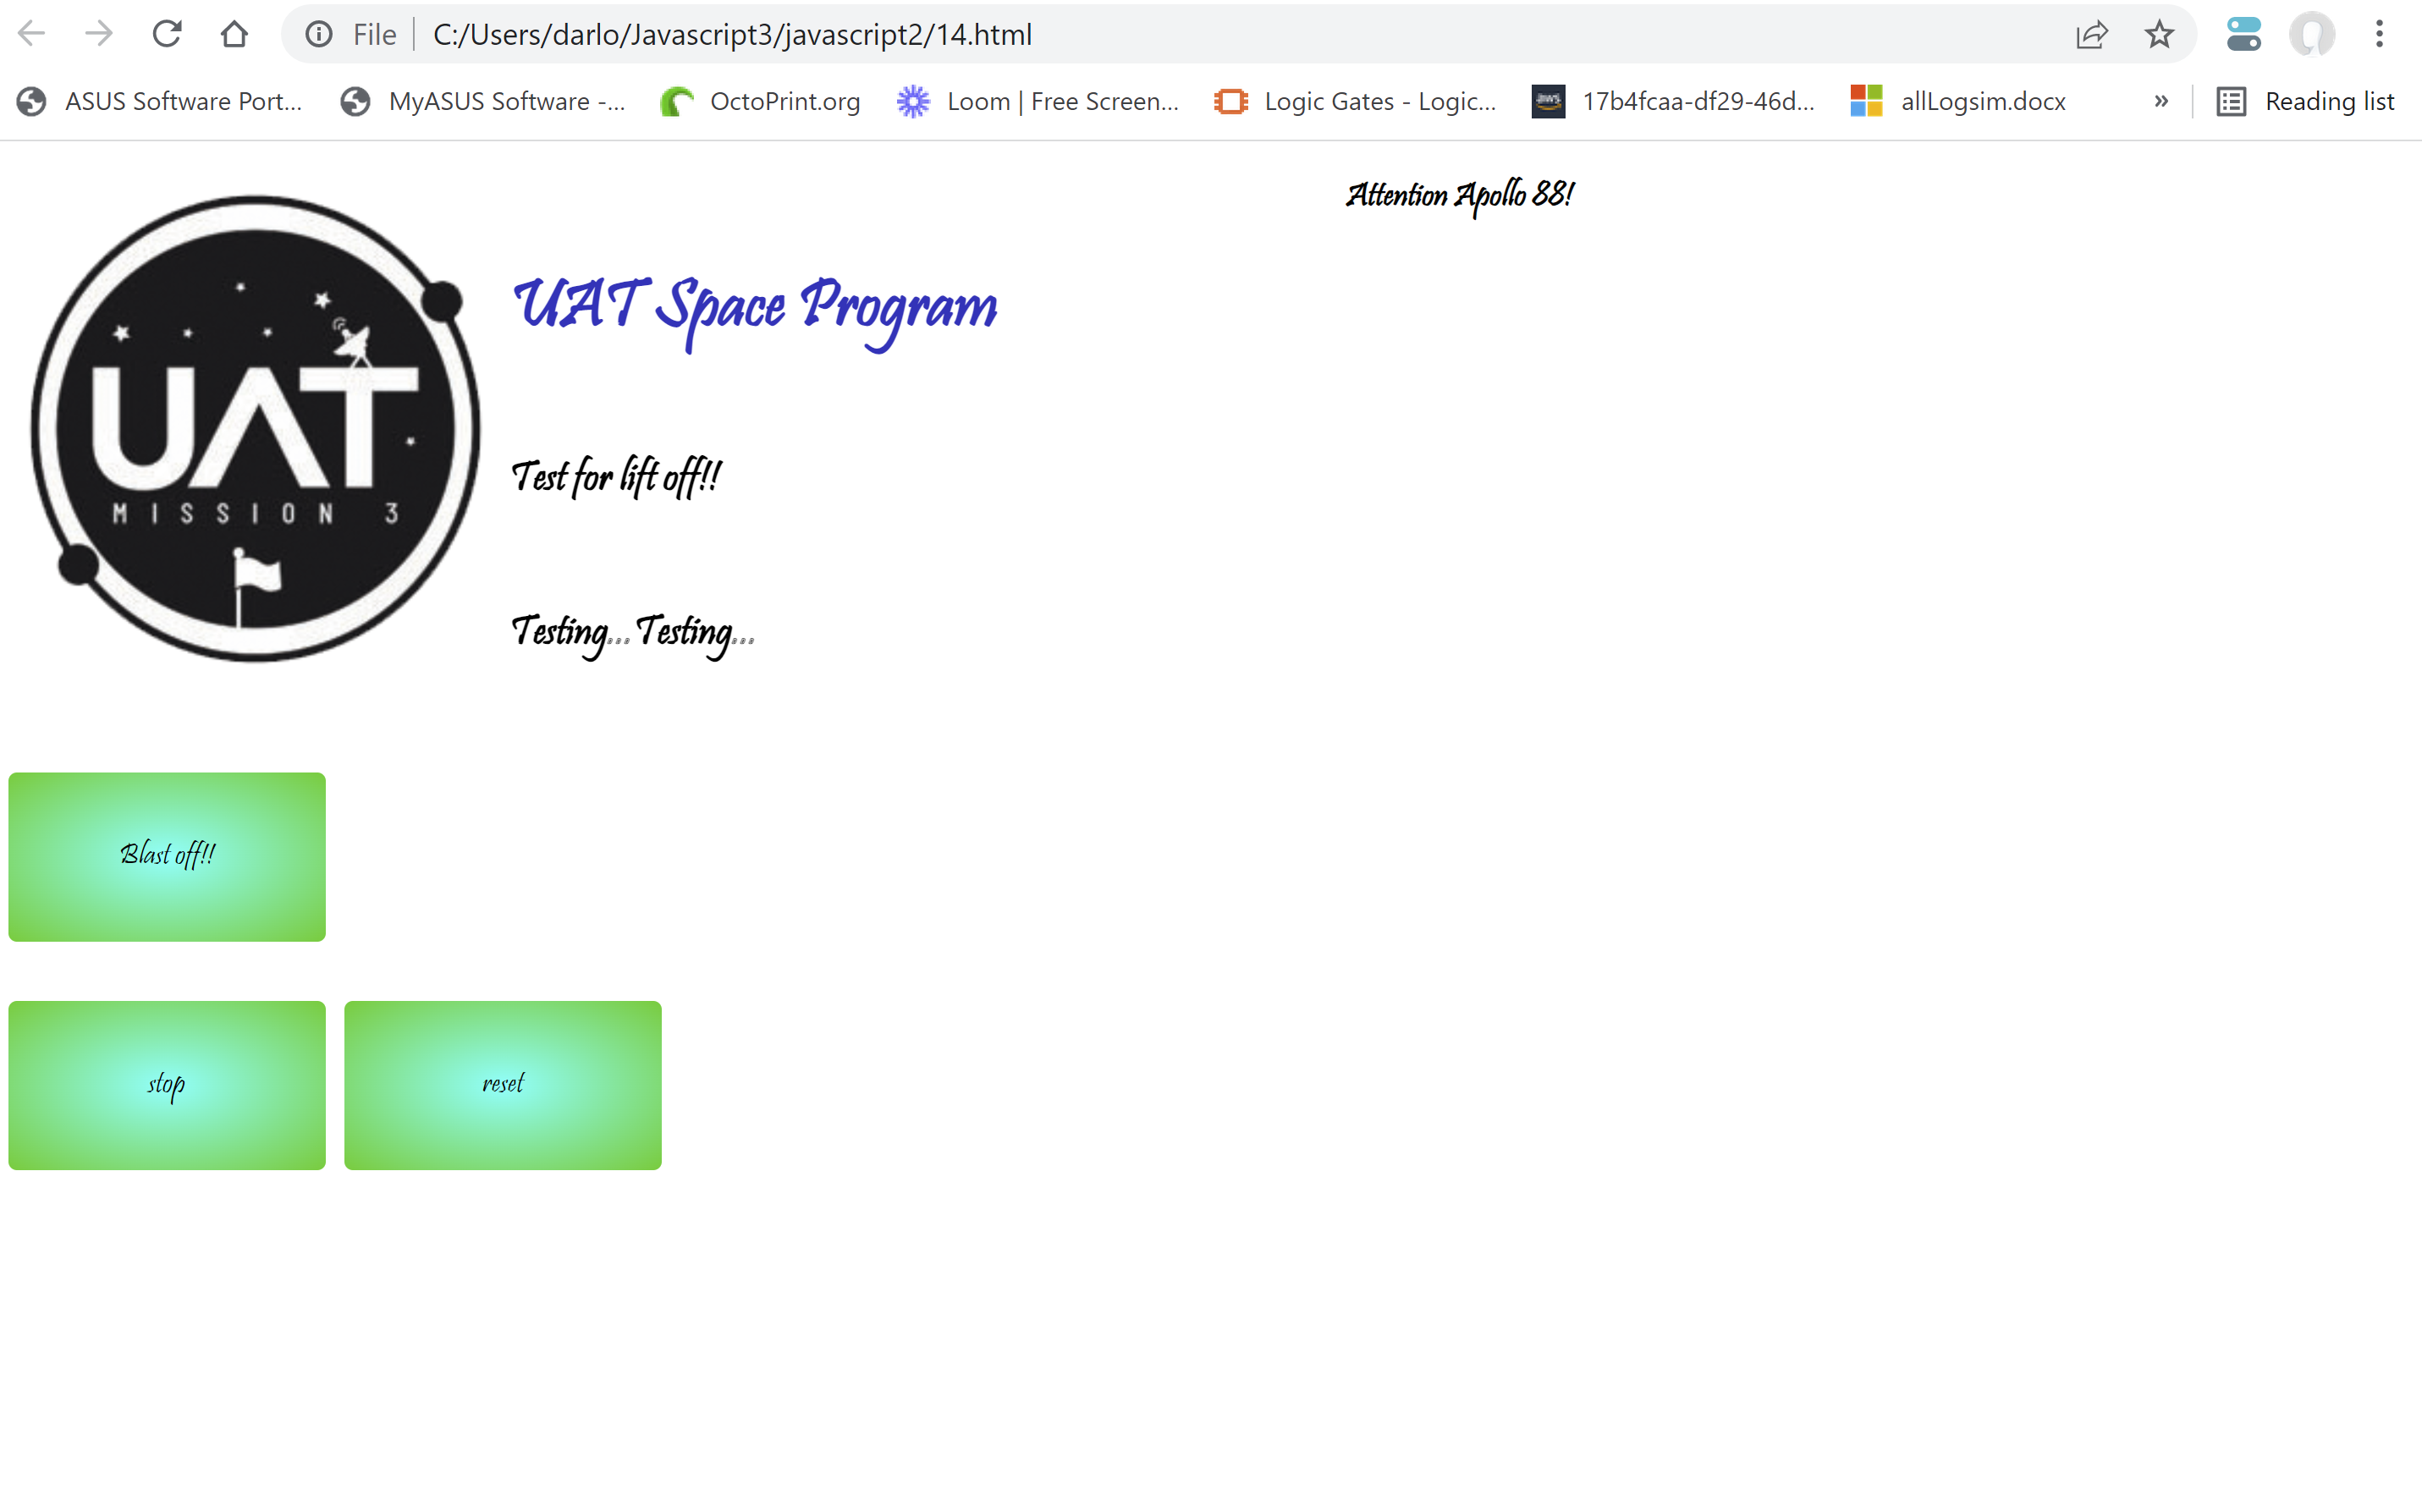 File C:/Users/darlo/Javascript3/javascript2/14.html
ASUS Software Port... MyASUS Software -... OctoPrint.org Loom | Free Screen... Logic Gates - Logic... 17b4fcaa-df29-46d... allLogsim.docx » Reading list
Attention Apollo 88!
UAT Space Program
UAT
MISSION 3
Test for lift off!!
Testing... Testing...
Blast off!!
stop reset